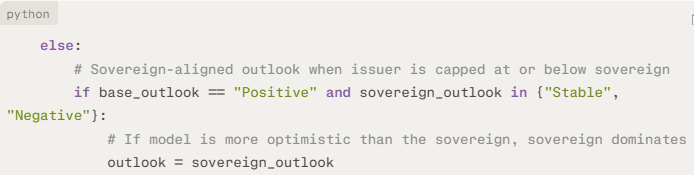 python
else:
# Sovereign-aligned outlook when issuer is capped at or below sovereign
if base_outlook == "Positive" and sovereign_outlook in {"Stable",
"Negative"}:
# If model is more optimistic than the sovereign, sovereign dominates
outlook = sovereign_outlook